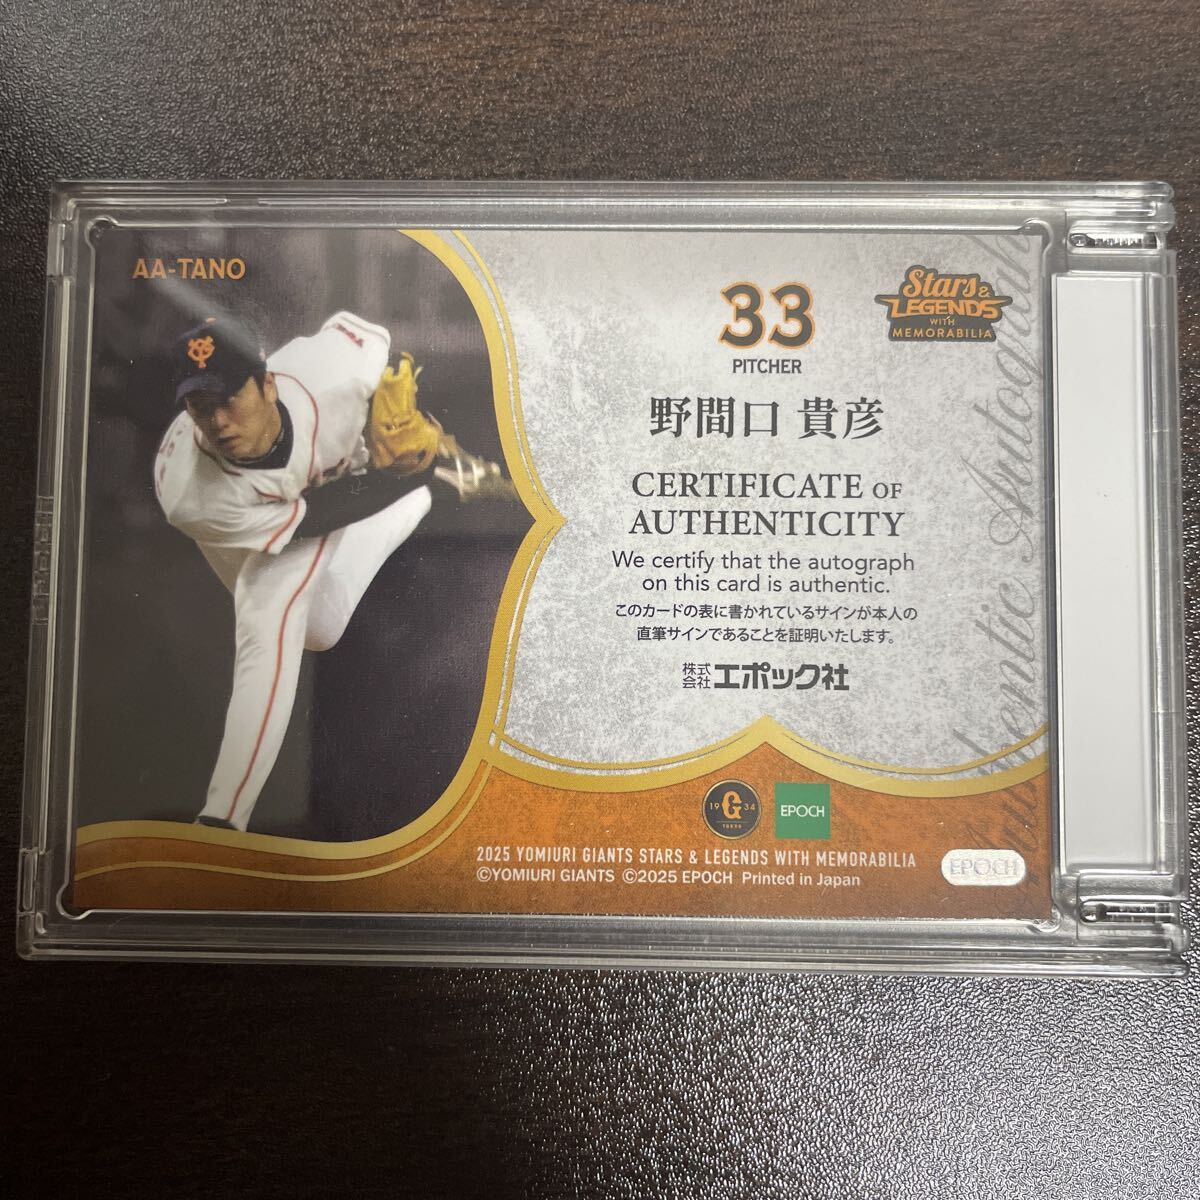 AA-TANO
33
PITCHER
Stars &
LEGENDS
WITH
MEMORABILIA
野間口 貴彦
CERTIFICATE OF
AUTHENTICITY
We certify that the autograph
on this card is authentic.
このカードの表に書かれているサインが本人の
直筆サインであることを証明いたします。
株式会社 エポック社
Authentic Autograph
19 G 34
TOKYO
EPOCH
2025 YOMIURI GIANTS STARS & LEGENDS WITH MEMORABILIA
©YOMIURI GIANTS ©2025 EPOCH Printed in Japan
EPOCH